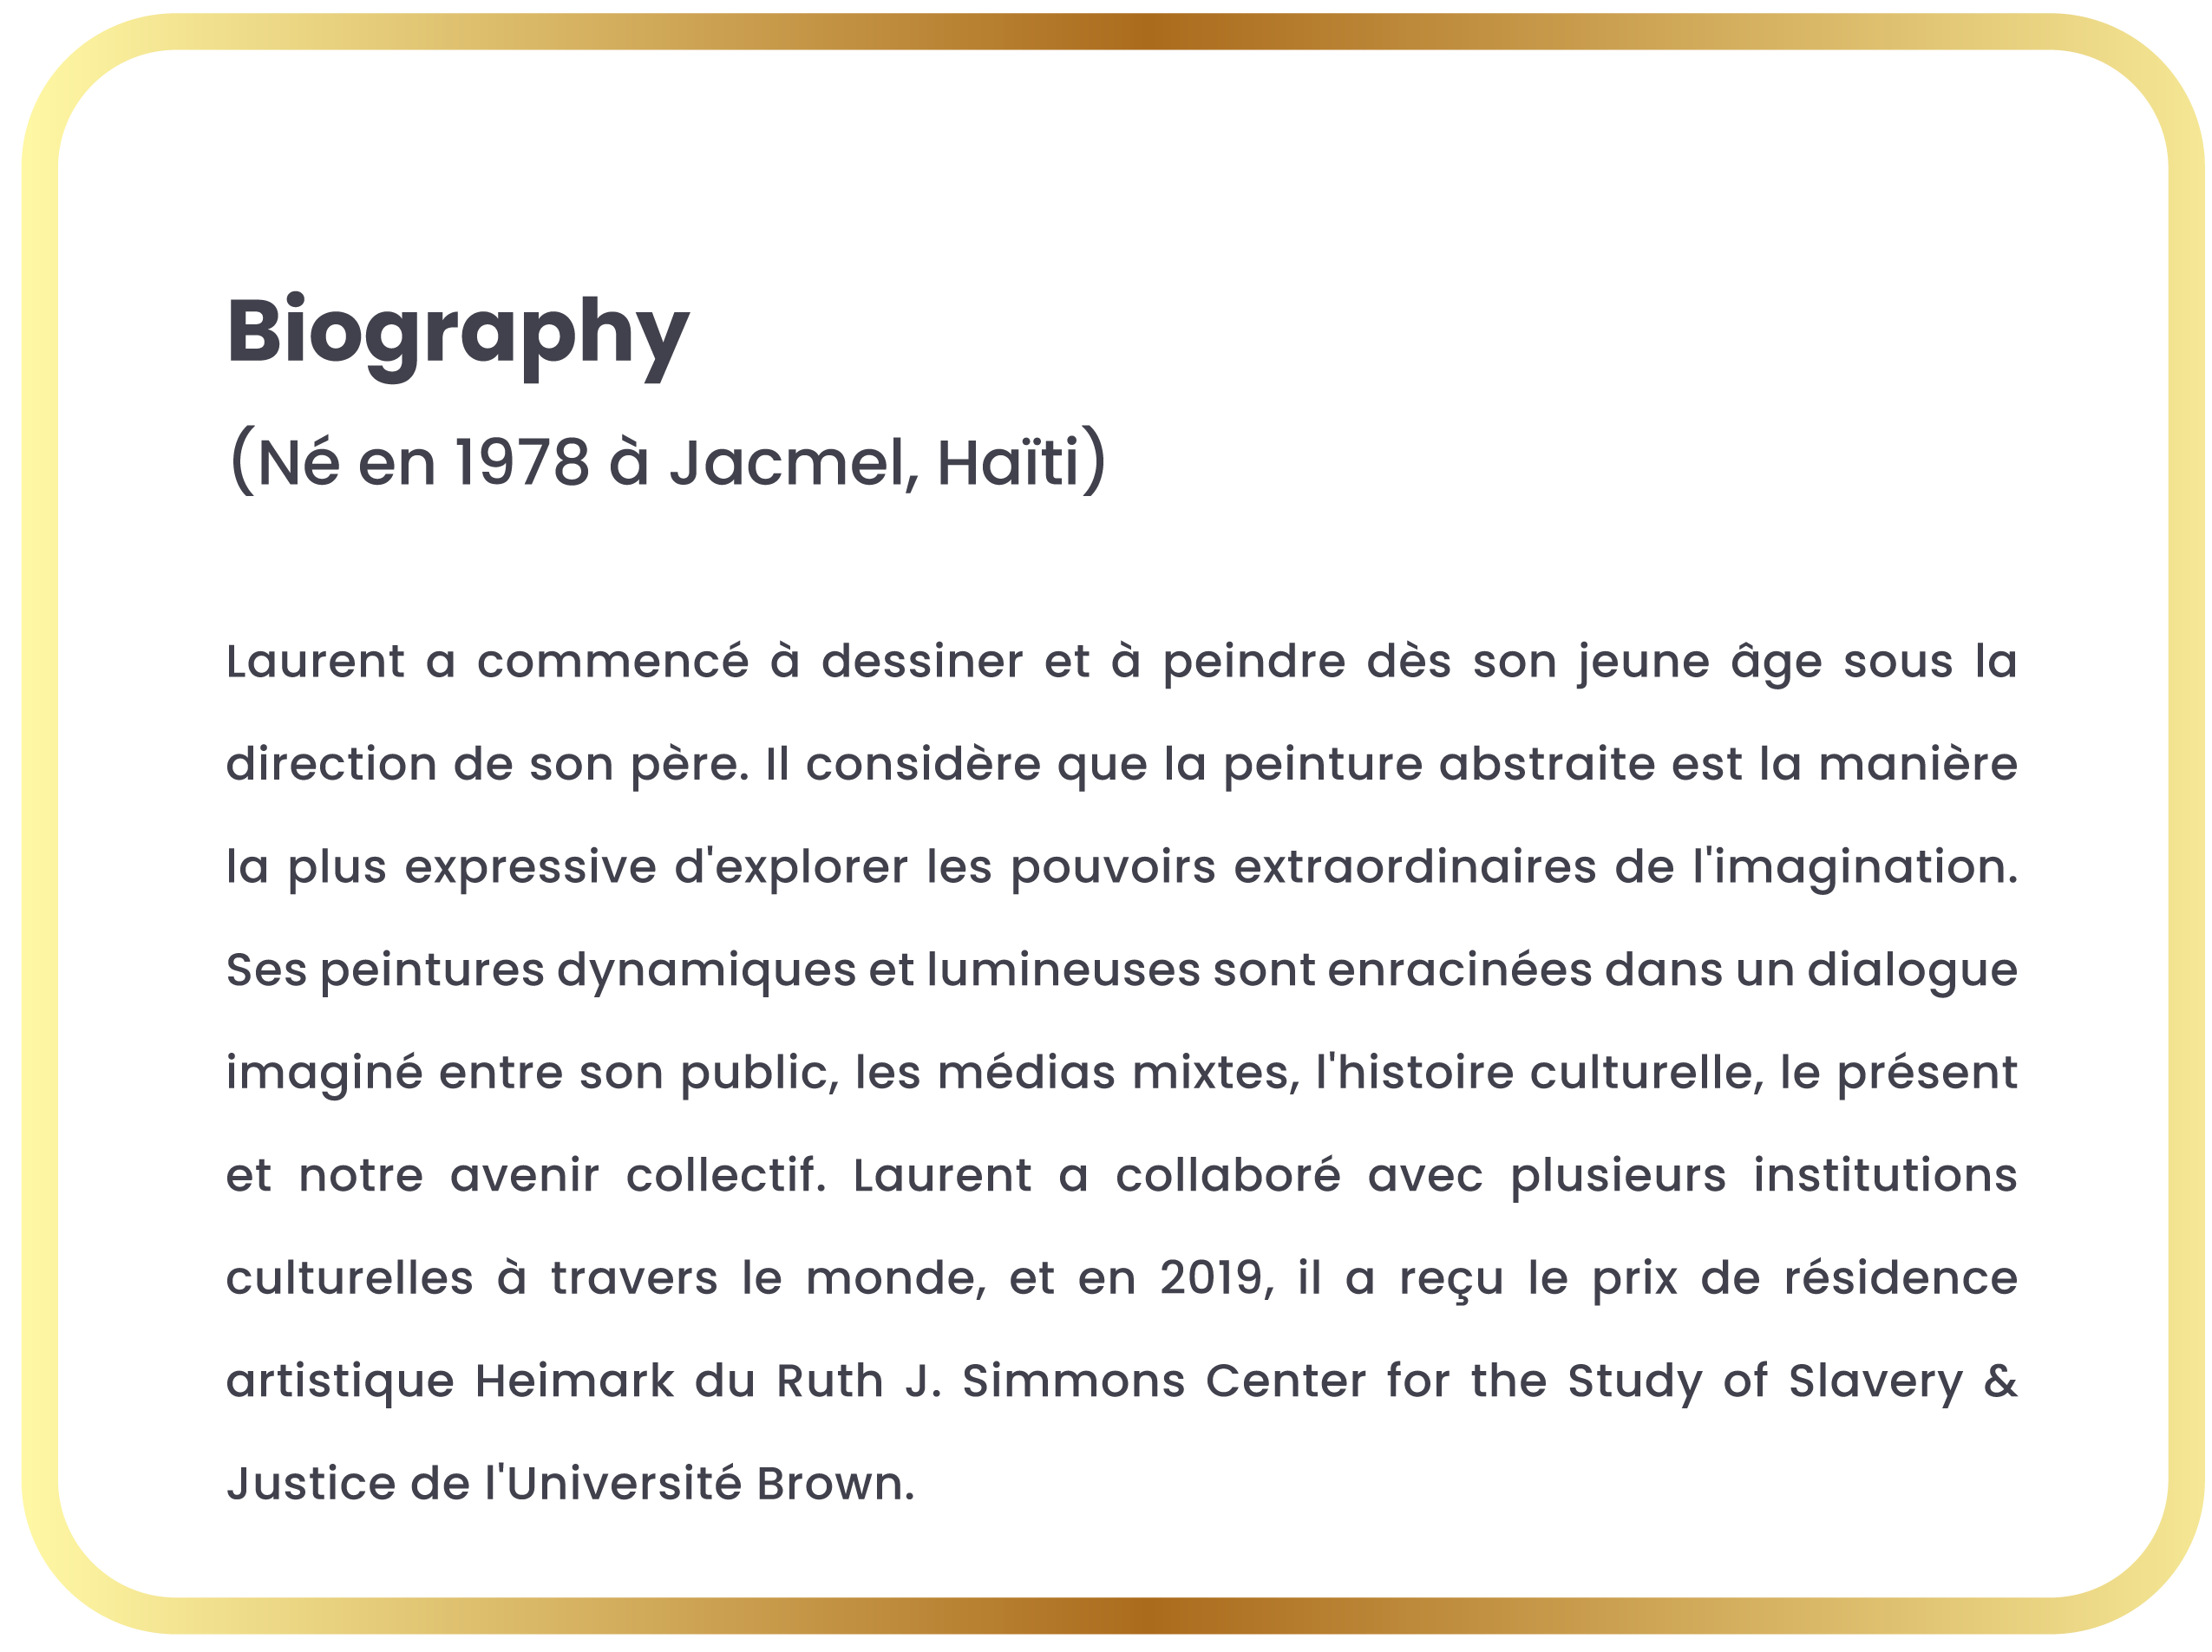 Biography
(Né en 1978 à Jacmel, Haïti)
Laurent a commencé à dessiner et à peindre dès son jeune âge sous la
direction de son père. Il considère que la peinture abstraite est la manière
la plus expressive d'explorer les pouvoirs extraordinaires de l'imagination.
Ses peintures dynamiques et lumineuses sont enracinées dans un dialogue
imaginé entre son public, les médias mixtes, l'histoire culturelle, le présent
et notre avenir collectif. Laurent a collaboré avec plusieurs institutions
culturelles à travers le monde, et en 2019, il a reçu le prix de résidence
artistique Heimark du Ruth J. Simmons Center for the Study of Slavery &
Justice de l'Université Brown.